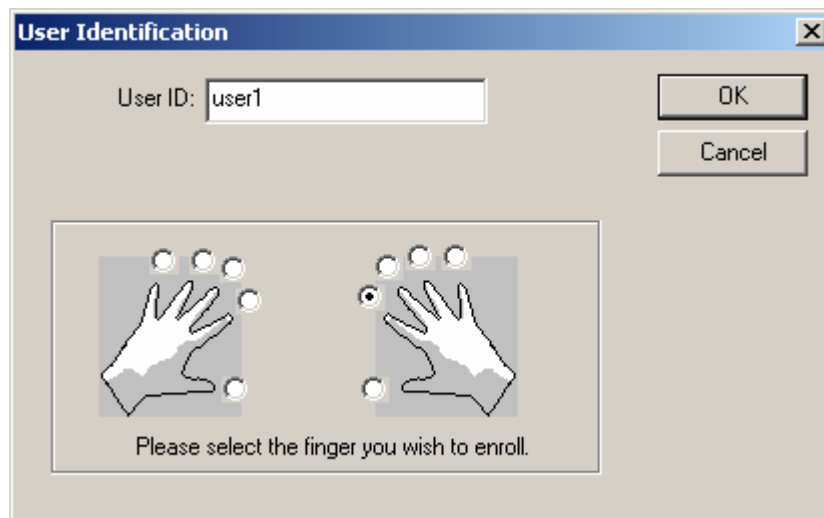 User Identification
User ID: user1
OK
Cancel
Please select the finger you wish to enroll.